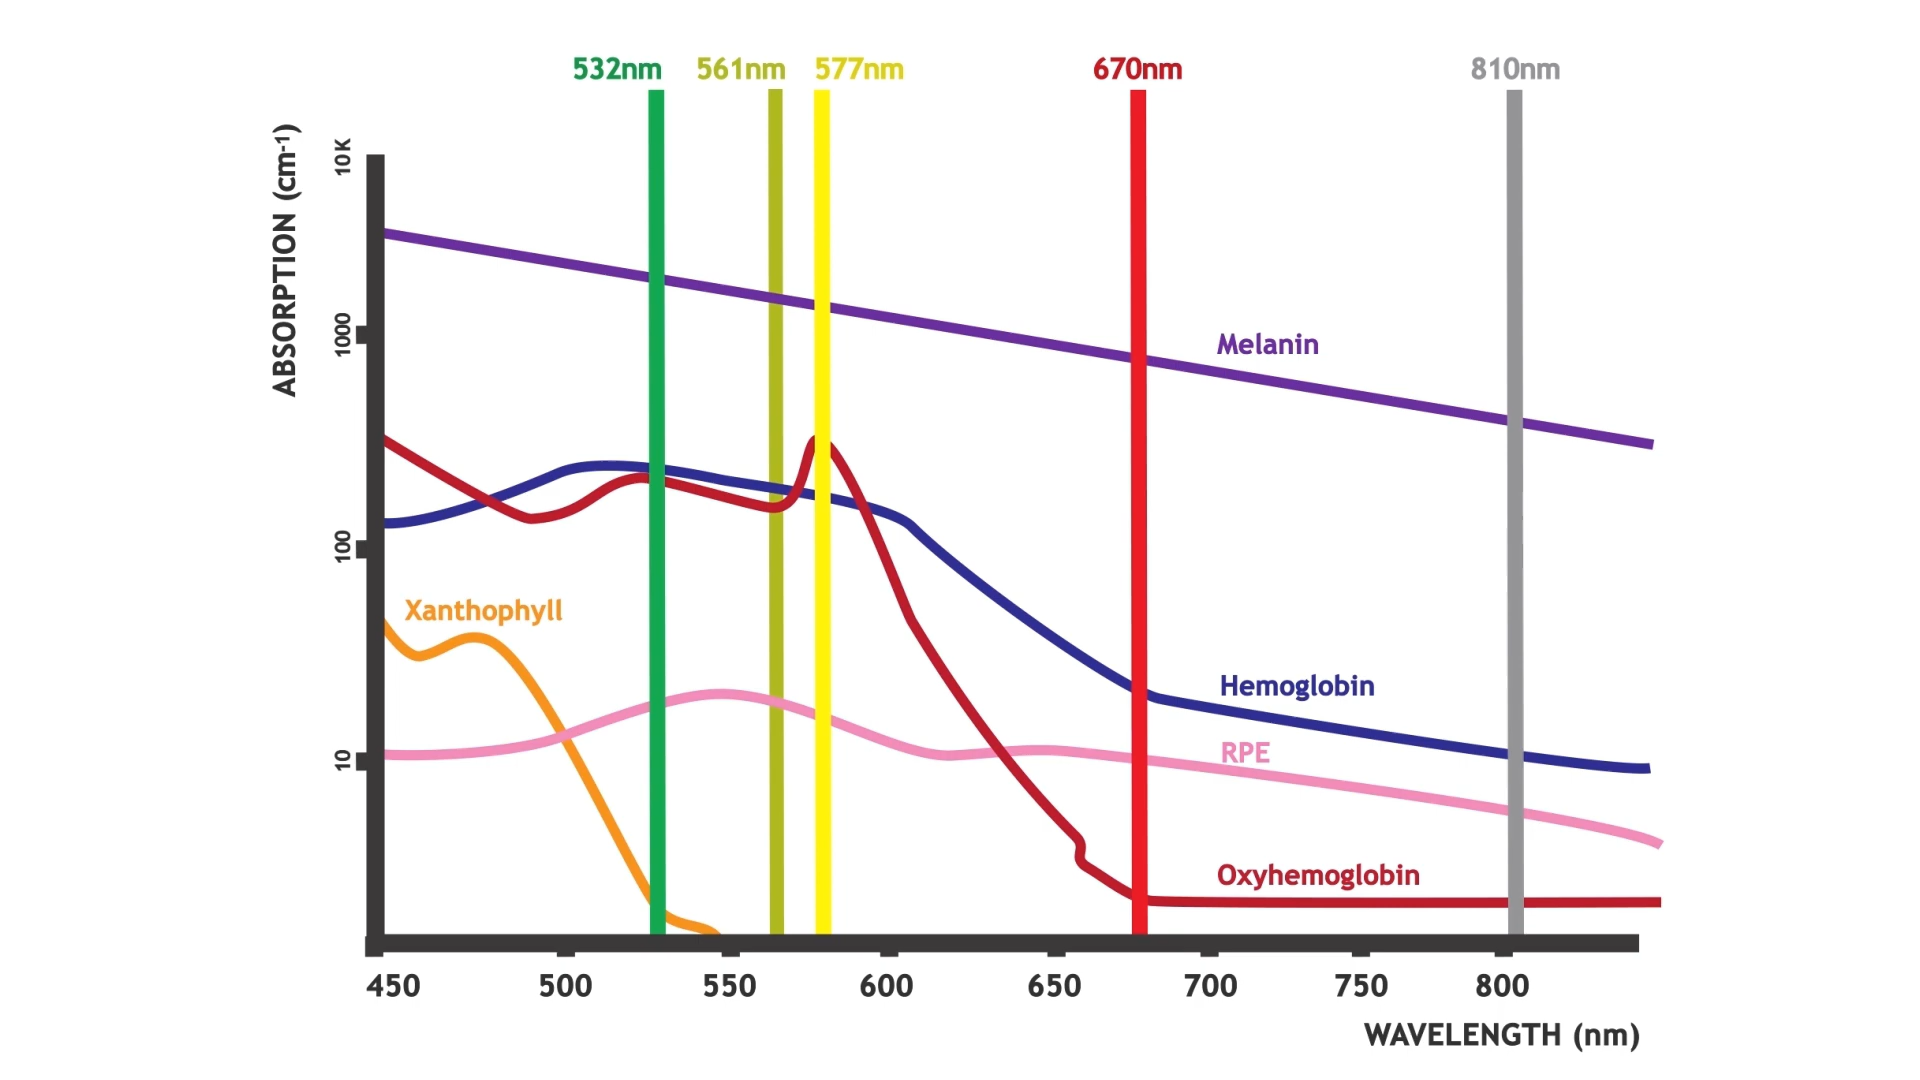 532nm 561nm 577nm 670nm 810nm
ABSORPTION (cm-¹)
10K
1000
100
10
Melanin
Xanthophyll
Hemoglobin
RPE
Oxyhemoglobin
450 500 550 600 650 700 750 800
WAVELENGTH (nm)